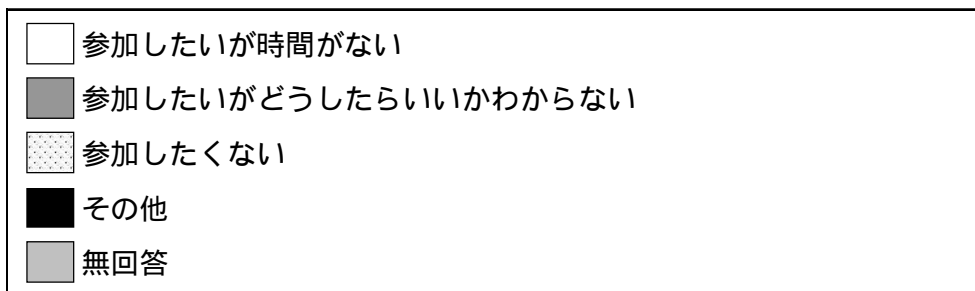 参加したいが時間がない
参加したいがどうしたらいいかわからない
参加したくない
その他
無回答